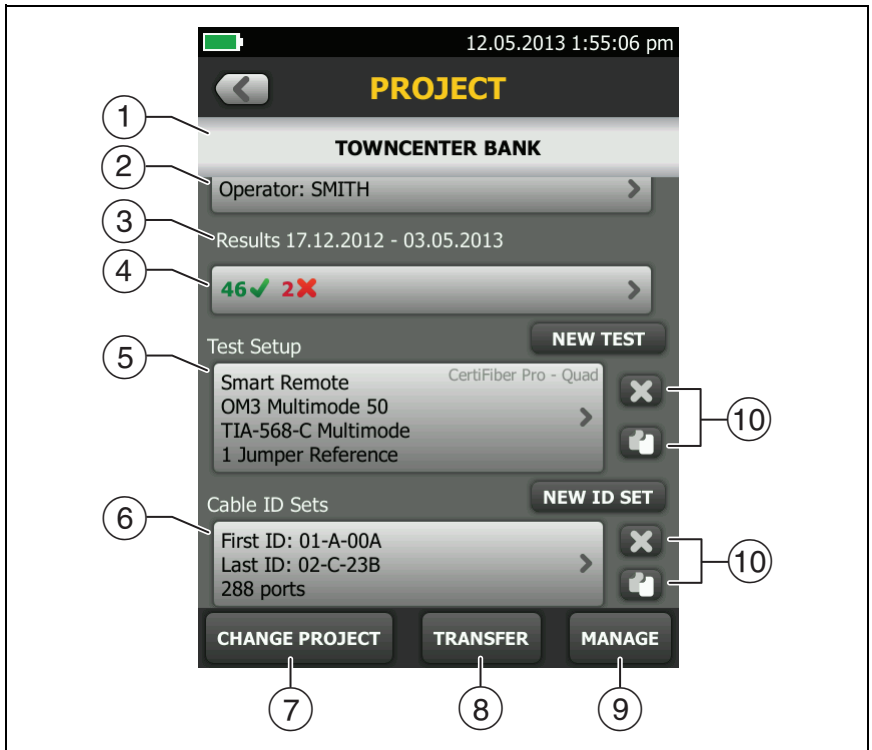 12.05.2013 1:55:06 pm
PROJECT
1
TOWNCENTER BANK
2
Operator: SMITH
3
Results 17.12.2012 - 03.05.2013
4
46 2
NEW TEST
5
Test Setup
CertiFiber Pro - Quad
Smart Remote
OM3 Multimode 50
TIA-568-C Multimode
1 Jumper Reference
10
NEW ID SET
Cable ID Sets
6
First ID: 01-A-00A
Last ID: 02-C-23B
288 ports
10
CHANGE PROJECT TRANSFER MANAGE
7 8 9